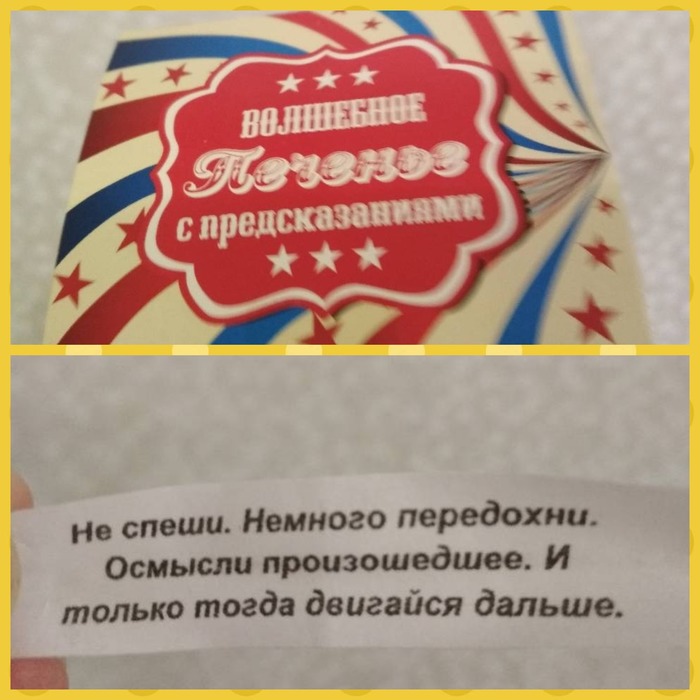 ВОЛШЕБНОЕ
Печенье
с предсказаниями
Не спеши. Немного передохни.
Осмысли произошедшее. И
только тогда двигайся дальше.